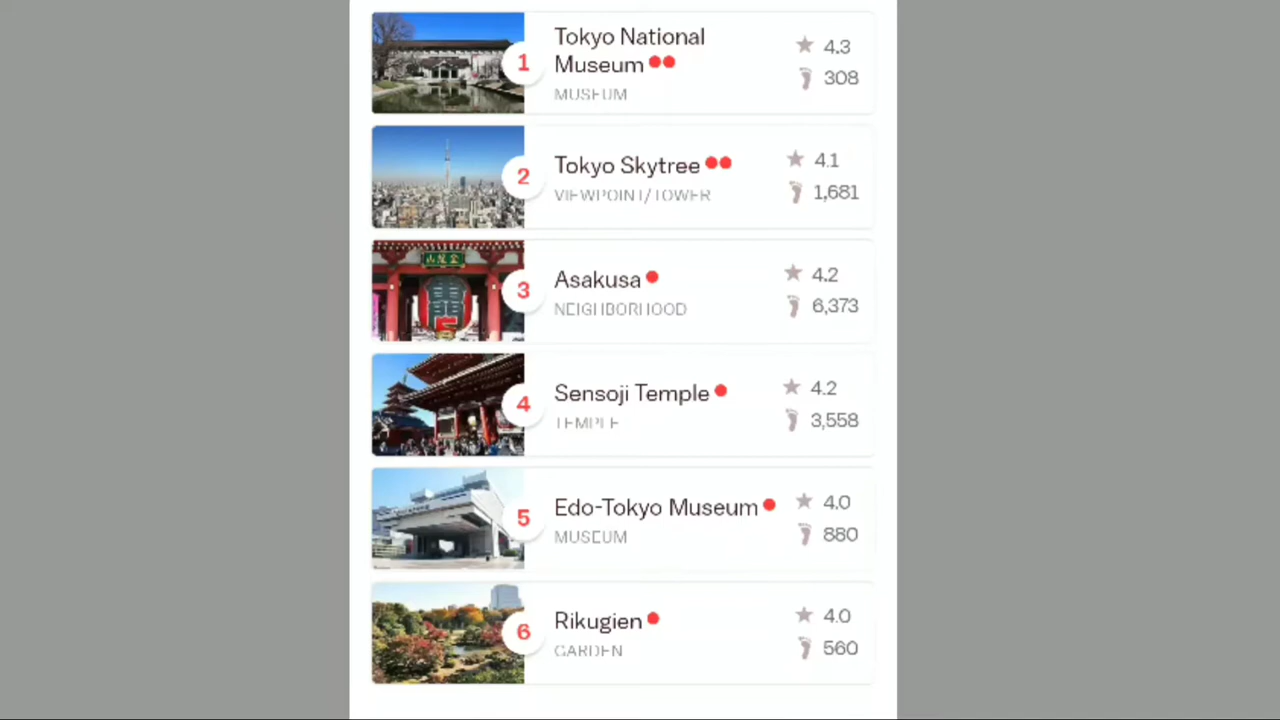 1
Tokyo National
Museum
MUSEUM
4.3
308
2
Tokyo Skytree
VIEWPOINT/TOWER
4.1
1,681
3
Asakusa
NEIGHBORHOOD
4.2
6,373
4
Sensoji Temple
TEMPLE
4.2
3,558
5
Edo-Tokyo Museum
MUSEUM
4.0
880
6
Rikugien
GARDEN
4.0
560